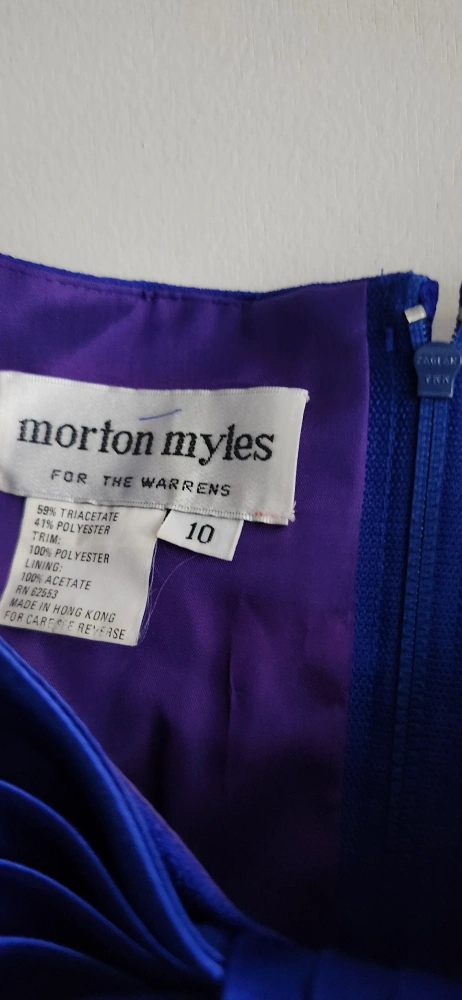 morton myles
FOR THE WARRENS
10
59% TRIACETATE
41% POLYESTER
TRIM:
100% POLYESTER
LINING:
100% ACETATE
RN 62553
MADE IN HONG KONG
FOR CARE SEE REVERSE
YKK